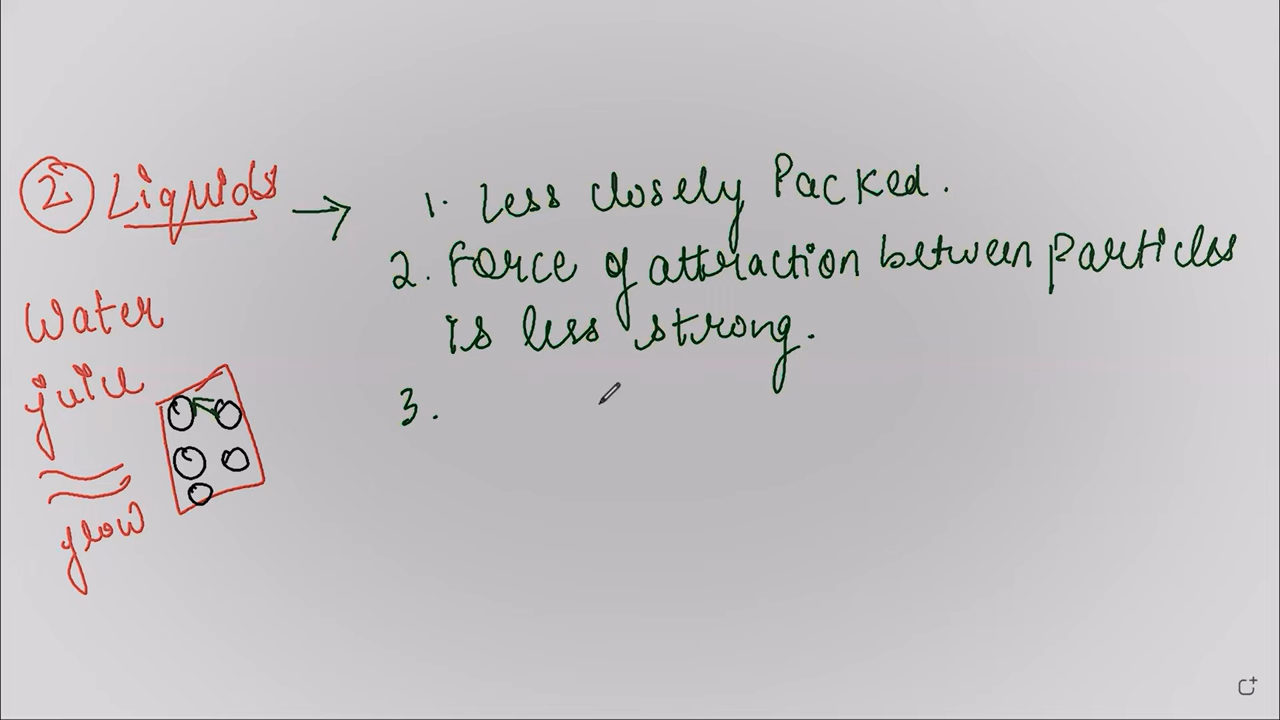 2 Liquids →
1. Less closely Packed.
2. Force of attraction between particles
is less strong.
3.
Water
juice
flow